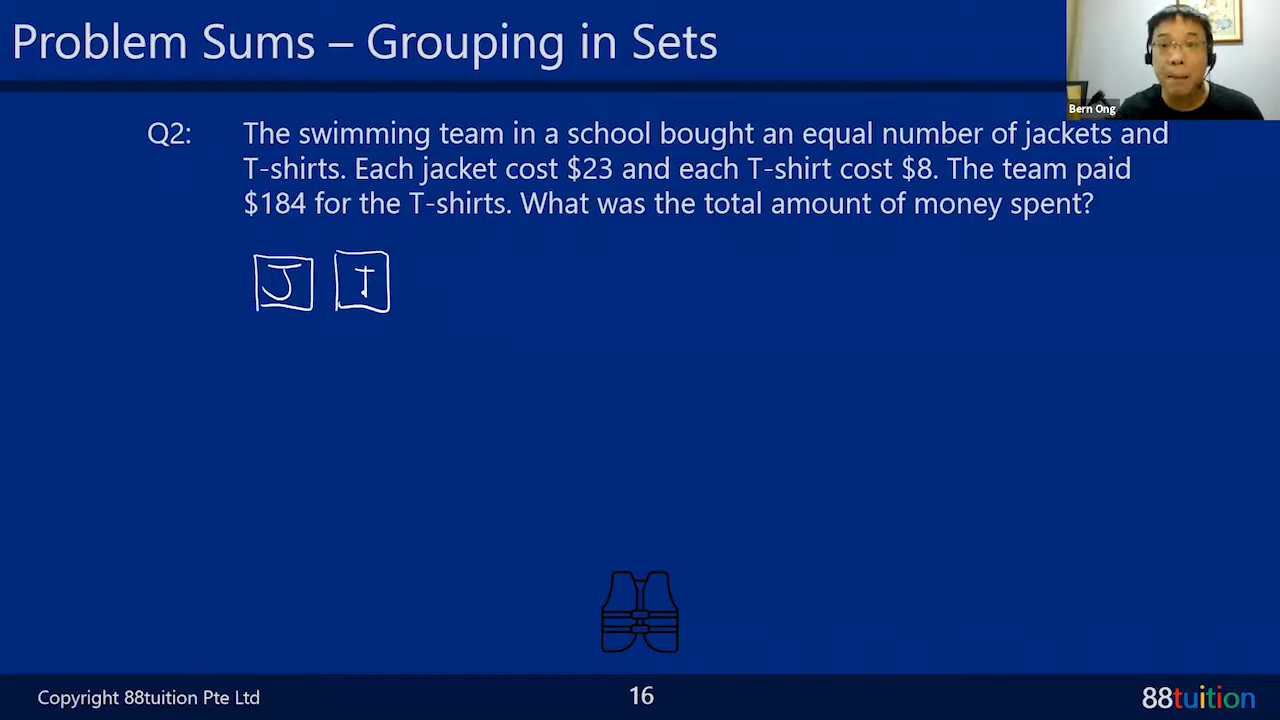 Problem Sums – Grouping in Sets
Bern Ong
Q2: The swimming team in a school bought an equal number of jackets and
T-shirts. Each jacket cost $23 and each T-shirt cost $8. The team paid
$184 for the T-shirts. What was the total amount of money spent?
J T
Copyright 88tuition Pte Ltd 16 88tuition